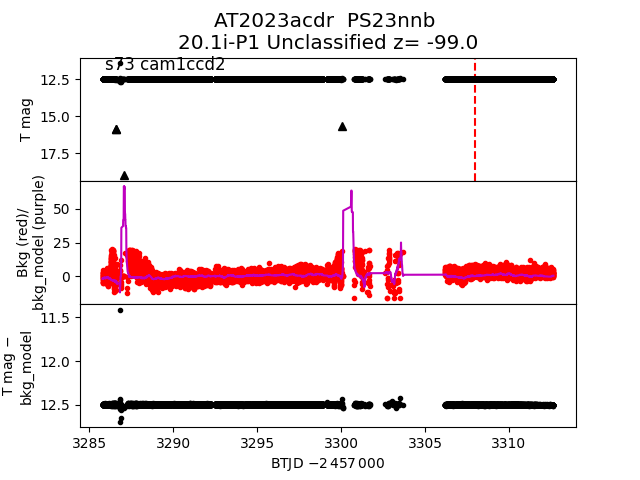 AT2023acdr  PS23nnb
20.1i-P1 Unclassified z= -99.0
s73 cam1ccd2
12.5
15.0
17.5
T mag
50
25
0
Bkg (red)/
bkg_model (purple)
11.5
12.0
12.5
T mag −
bkg_model
3285 3290 3295 3300 3305 3310
BTJD −2 457 000